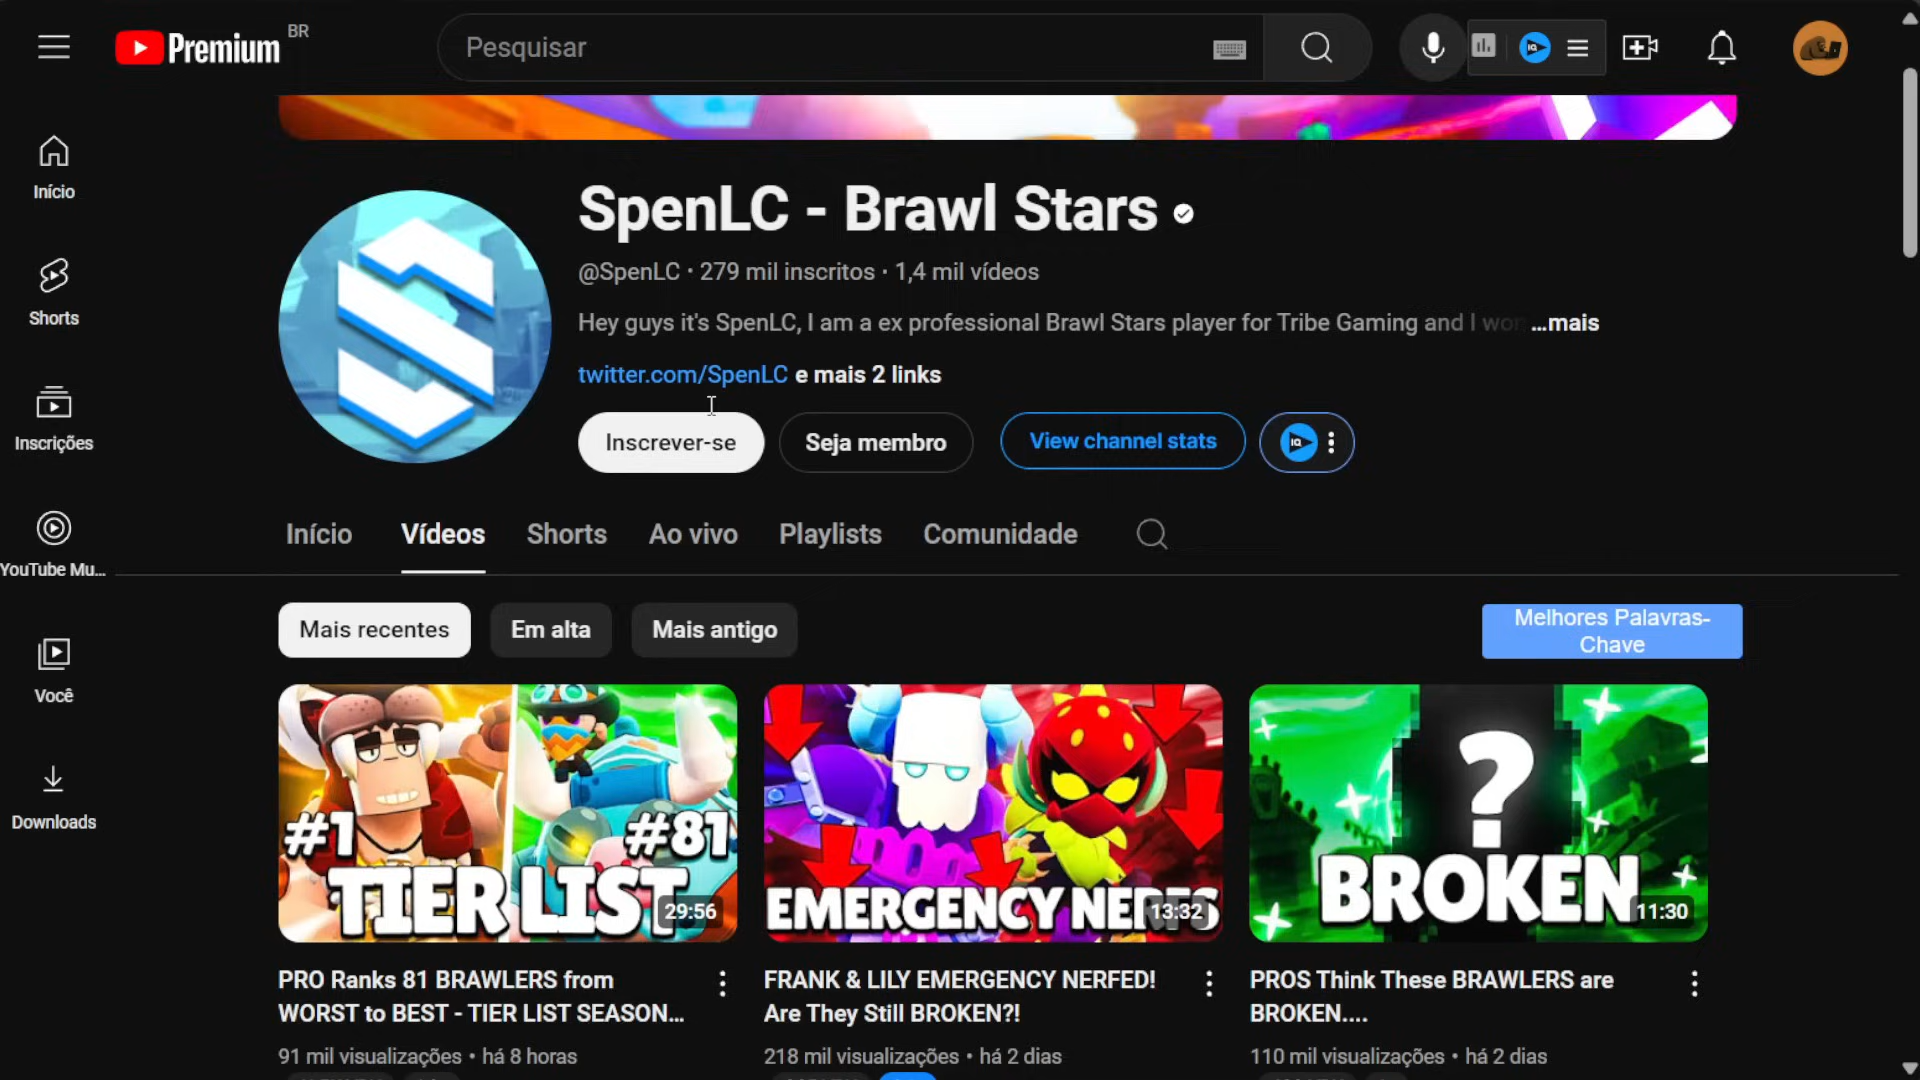 Premium BR
Pesquisar
Início
Shorts
Inscrições
YouTube Mu...
Você
Downloads
SpenLC - Brawl Stars
@SpenLC • 279 mil inscritos • 1,4 mil vídeos
Hey guys it's SpenLC, I am a ex professional Brawl Stars player for Tribe Gaming and I won ...mais
twitter.com/SpenLC e mais 2 links
Inscrever-se
Seja membro
View channel stats
IQ
Início
Vídeos
Shorts
Ao vivo
Playlists
Comunidade
Mais recentes
Em alta
Mais antigo
Melhores Palavras-
Chave
#1
#81
TIER LIST
29:56
EMERGENCY NERFS
13:32
?
BROKEN
11:30
PRO Ranks 81 BRAWLERS from
WORST to BEST - TIER LIST SEASON...
91 mil visualizações • há 8 horas
FRANK & LILY EMERGENCY NERFED!
Are They Still BROKEN?!
218 mil visualizações • há 2 dias
PROS Think These BRAWLERS are
BROKEN....
110 mil visualizações • há 2 dias